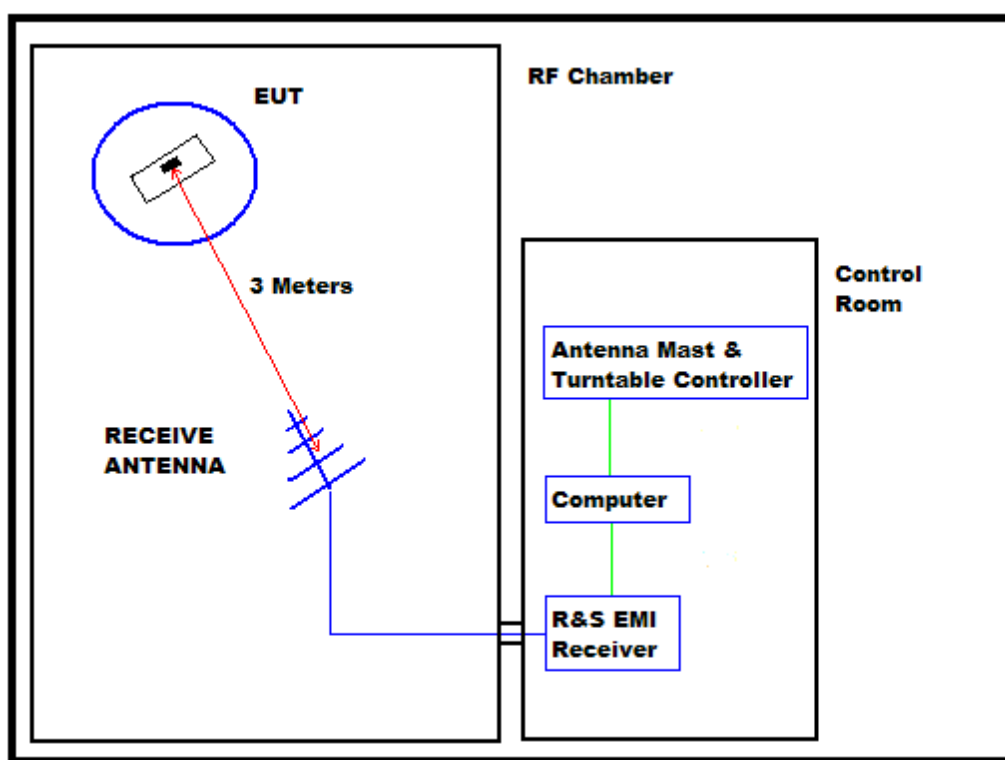 EUT
RF Chamber
3 Meters
Control
Room
Antenna Mast &
Turntable Controller
RECEIVE
ANTENNA
Computer
R&S EMI
Receiver